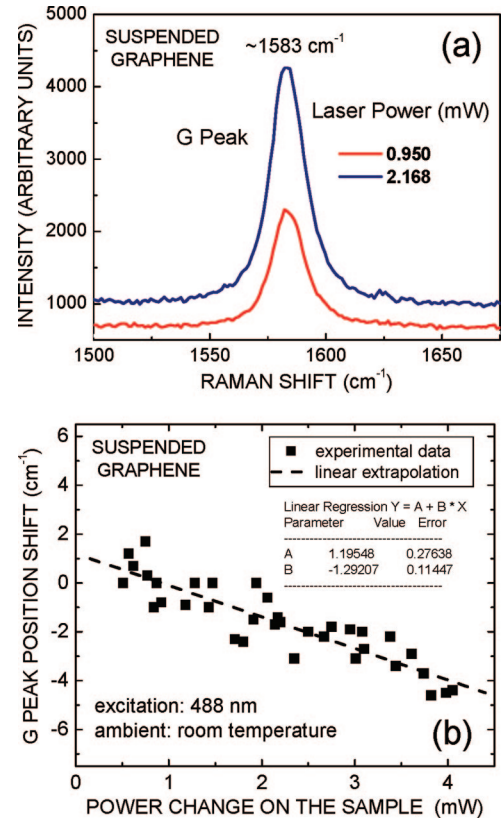 SUSPENDED
GRAPHENE
~1583 cm⁻¹
(a)
G Peak
Laser Power (mW)
0.950
2.168
INTENSITY (ARBITRARY UNITS)
5000
4000
3000
2000
1000
1500
1550
1600
1650
RAMAN SHIFT (cm⁻¹)
SUSPENDED
GRAPHENE
experimental data
linear extrapolation
Linear Regression Y = A + B * X
Parameter Value Error
---------------------------------------------
A 1.19548 0.27638
B -1.29207 0.11447
---------------------------------------------
G PEAK POSITION SHIFT (cm⁻¹)
6
4
2
0
-2
-4
-6
excitation: 488 nm
ambient: room temperature
(b)
0
1
2
3
4
POWER CHANGE ON THE SAMPLE (mW)